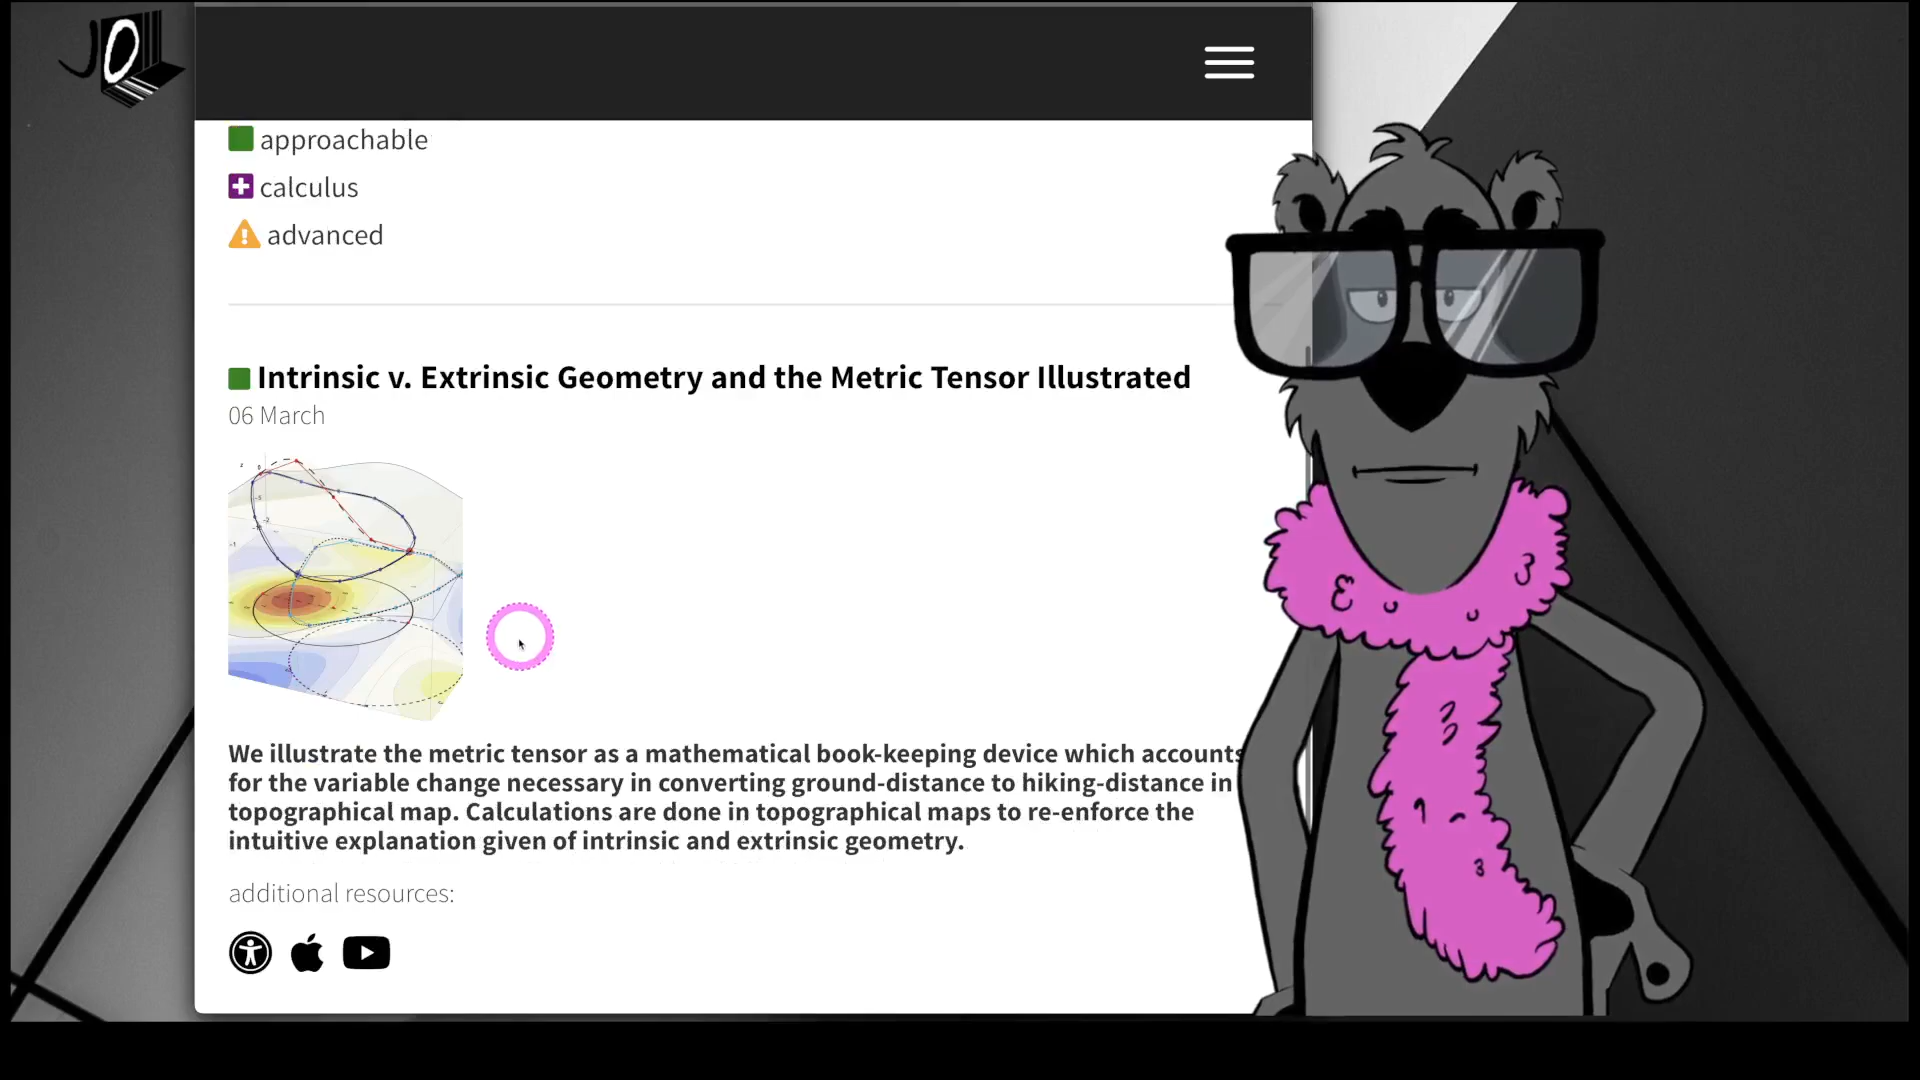 JOL
approachable
calculus
advanced
Intrinsic v. Extrinsic Geometry and the Metric Tensor Illustrated
06 March
We illustrate the metric tensor as a mathematical book-keeping device which accounts
for the variable change necessary in converting ground-distance to hiking-distance in
topographical map. Calculations are done in topographical maps to re-enforce the
intuitive explanation given of intrinsic and extrinsic geometry.
additional resources: